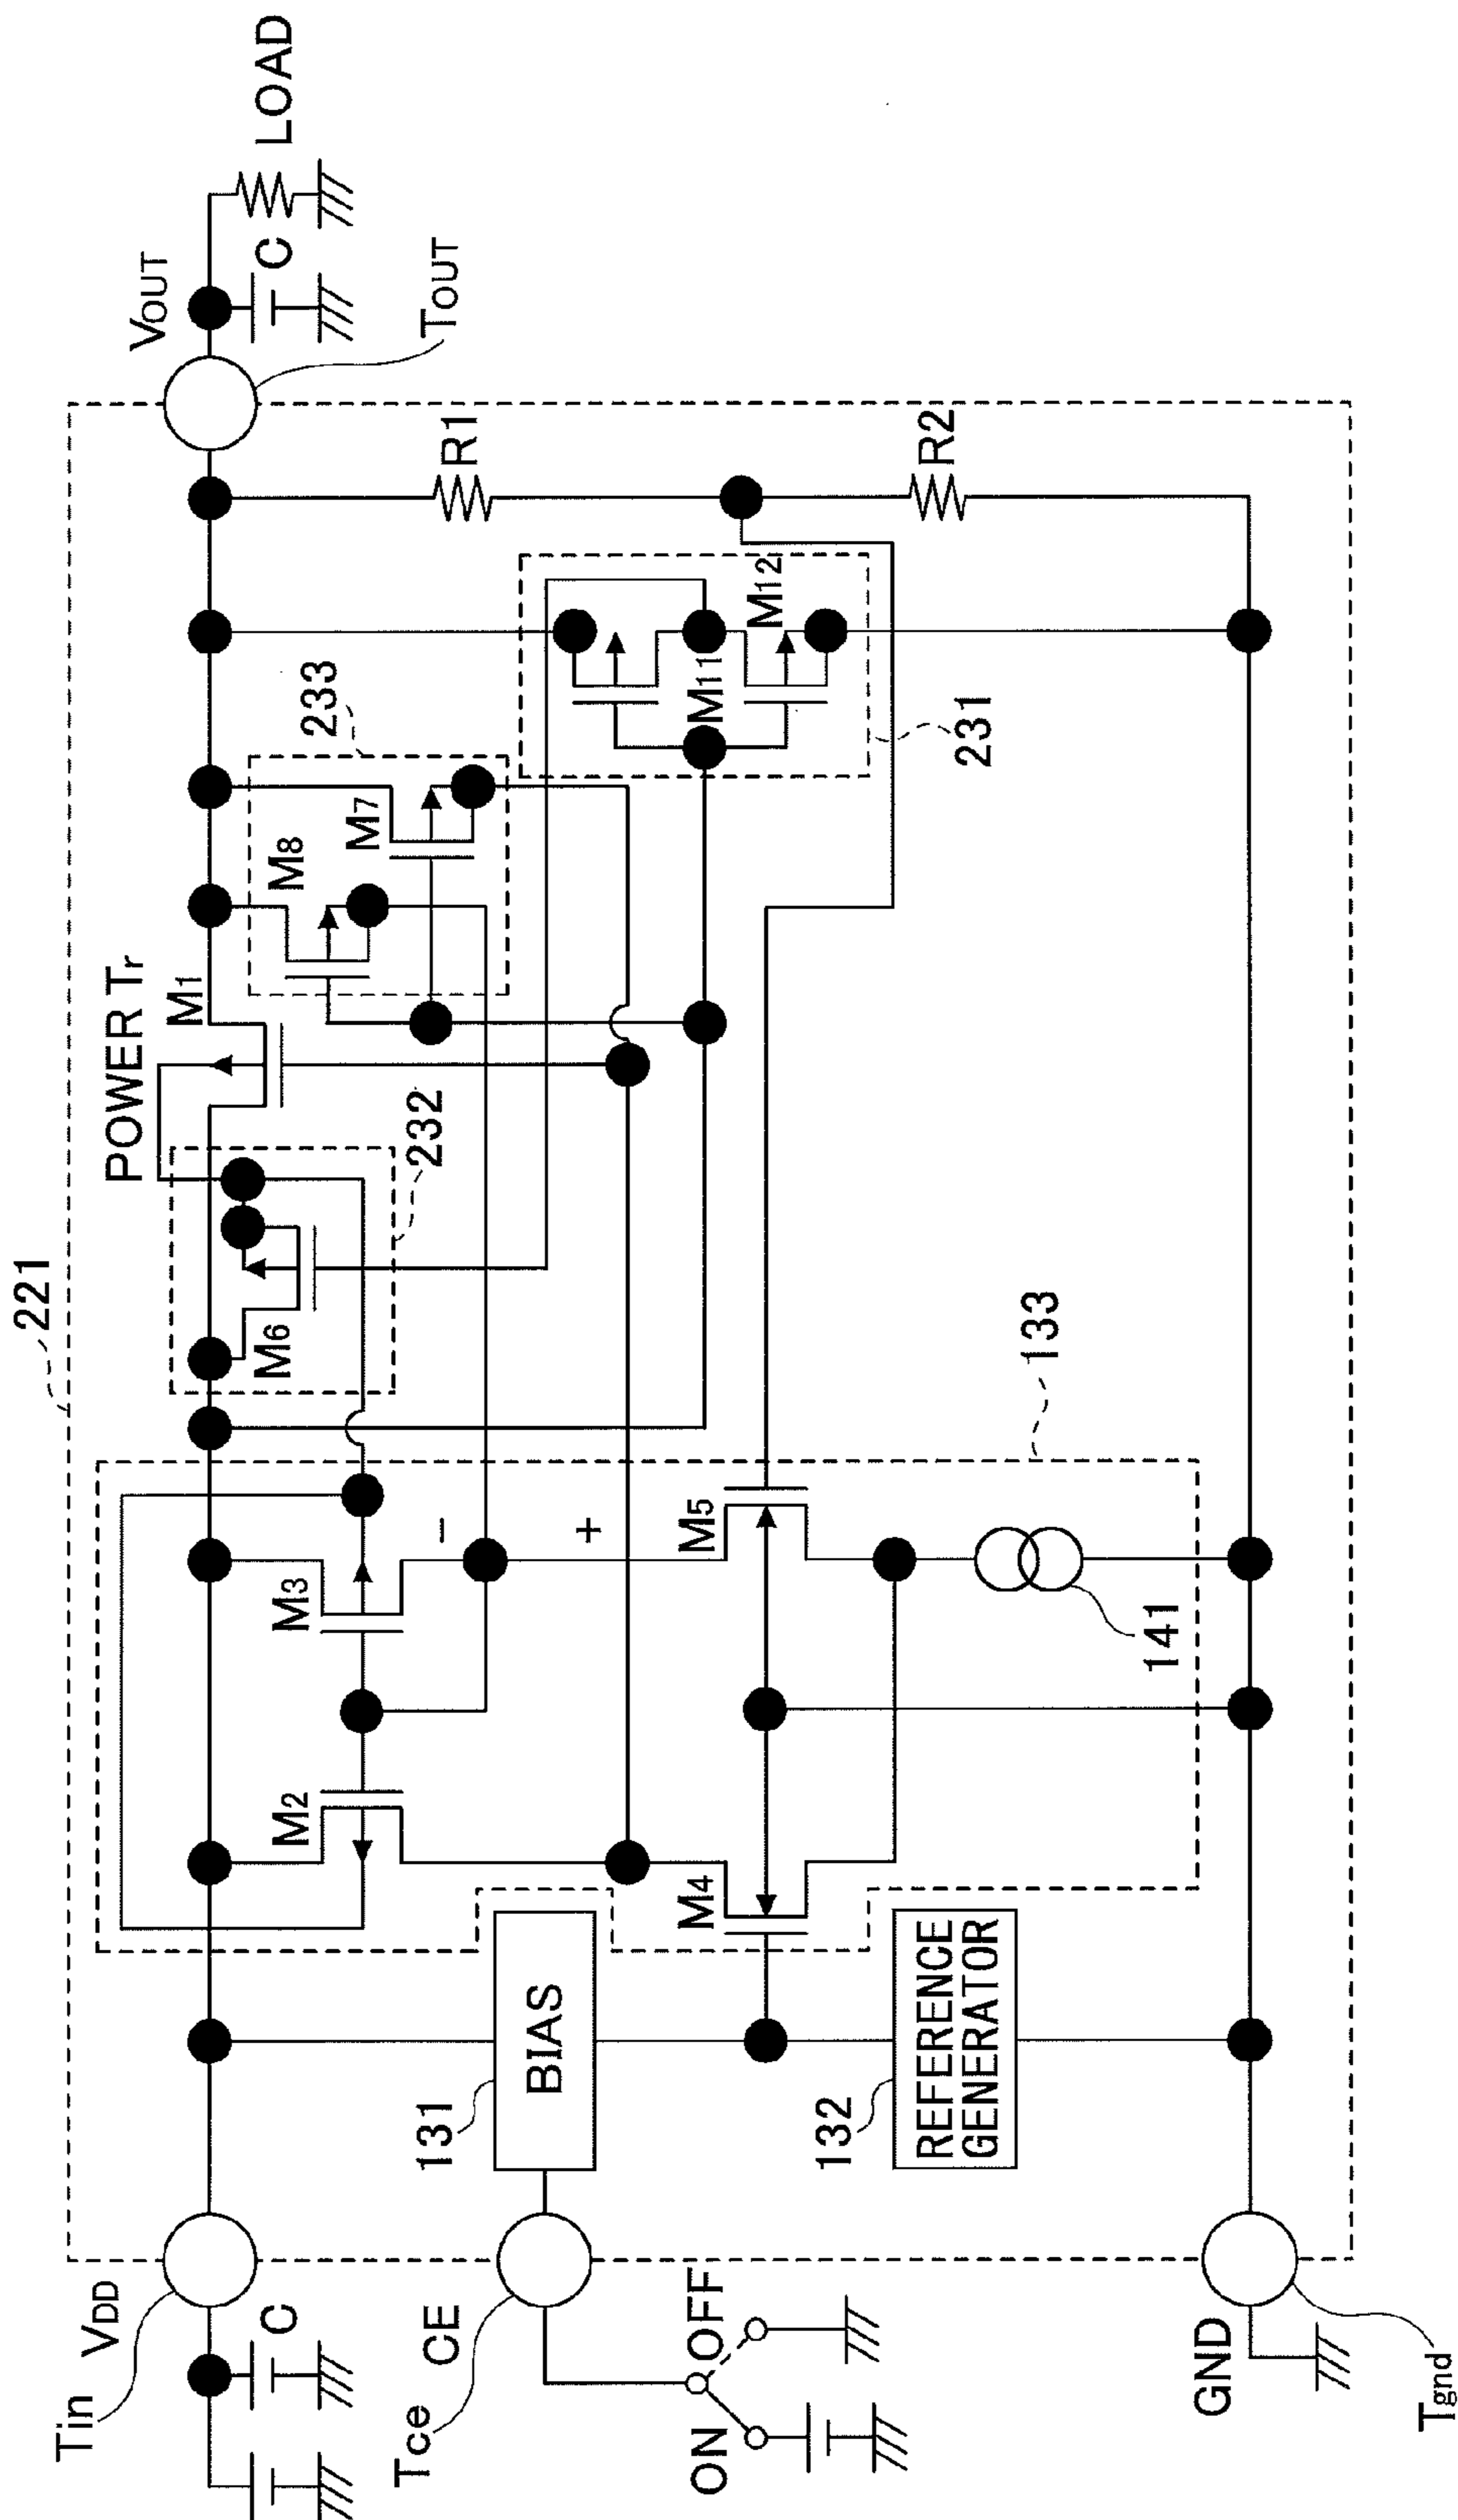 221
POWER Tr
M1
VOUT
LOAD
C
TOUT
Tin
VDD
C
M2
M3
M6
232
M8
M7
233
R1
−
+
131
BIAS
Tce
CE
ON
OFF
M4
M5
M11
M12
231
R2
132
REFERENCE
GENERATOR
141
133
GND
Tgnd